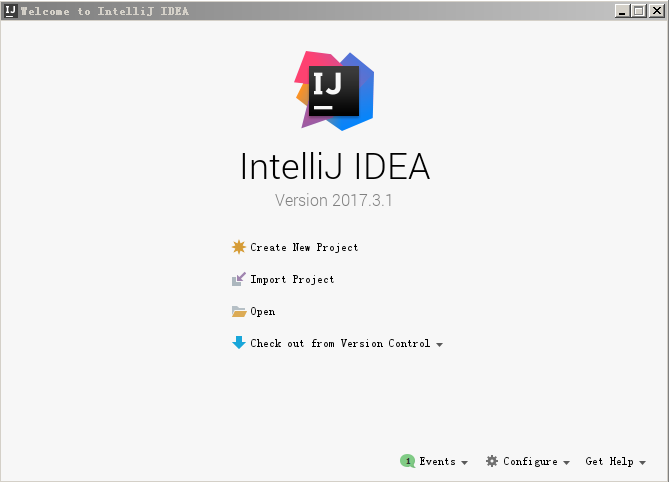 IJ Welcome to IntelliJ IDEA
IJ
IntelliJ IDEA
Version 2017.3.1
Create New Project
Import Project
Open
Check out from Version Control
1 Events Configure Get Help